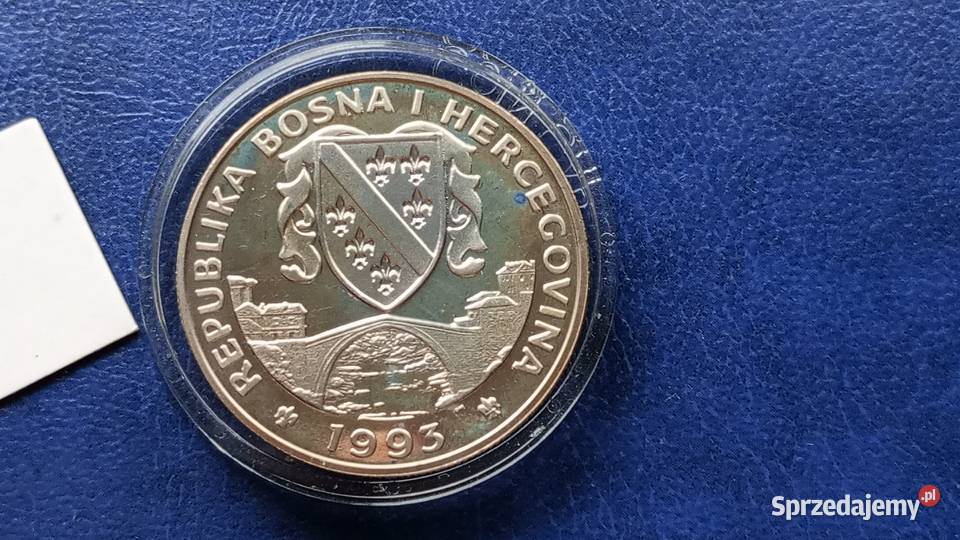 REPUBLIKA BOSNA I HERCEGOVINA
1993
Sprzedajemy.pl